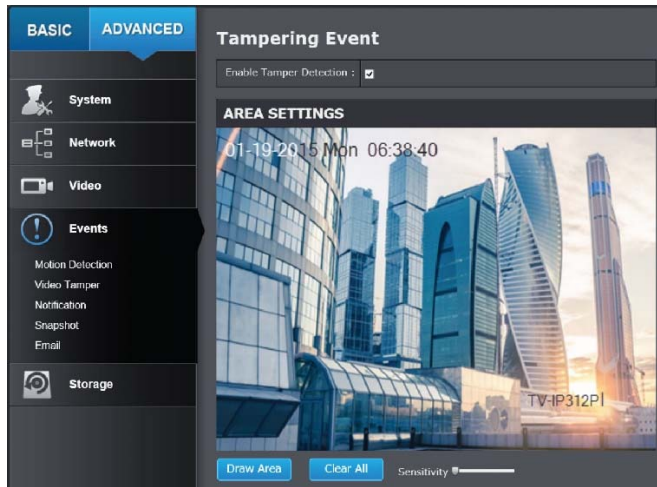 BASIC
ADVANCED
System
Network
Video
Events
Motion Detection
Video Tamper
Notification
Snapshot
Email
Storage
Tampering Event
Enable Tamper Detection :
AREA SETTINGS
01-19-2015 Mon 06:38:40
TV-IP312PI
Draw Area
Clear All
Sensitivity